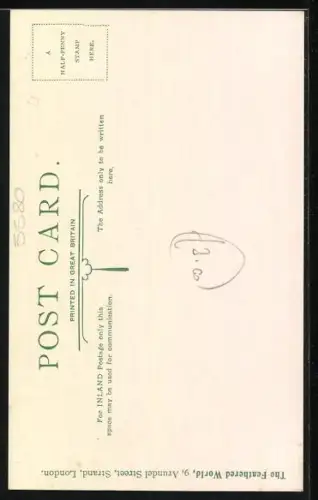 POST CARD.
PRINTED IN GREAT BRITAIN
A
HALF-PENNY
STAMP
HERE.
For INLAND Postage only this
space may be used for communication.
The Address only to be written
here.
The Feathered World, 9, Arundel Street, Strand, London.
5580